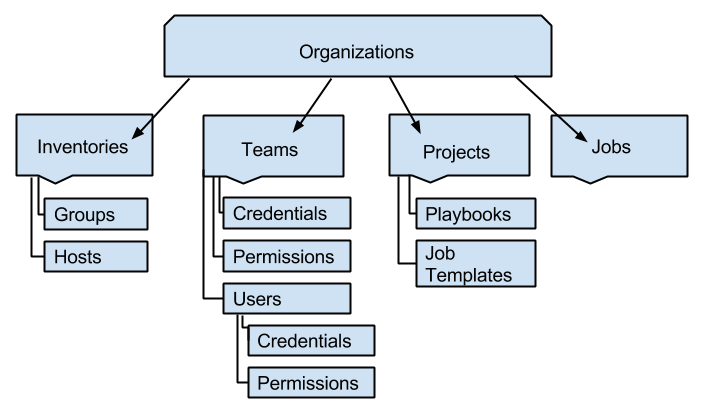 Organizations
Inventories
Groups
Hosts
Teams
Credentials
Permissions
Users
Credentials
Permissions
Projects
Playbooks
Job
Templates
Jobs